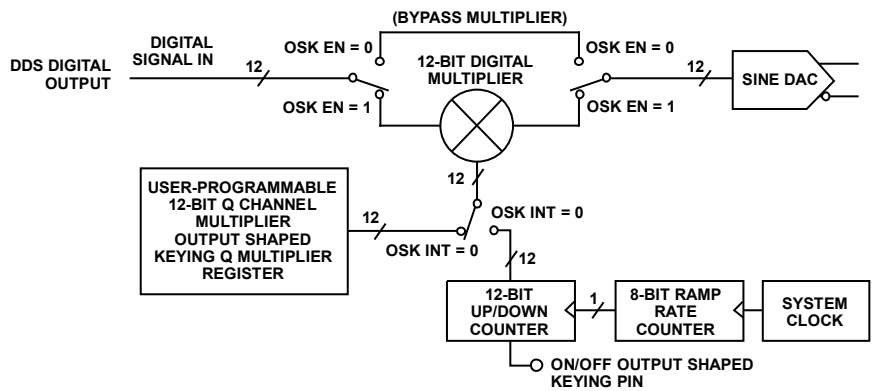 (BYPASS MULTIPLIER)
DIGITAL
SIGNAL IN
OSK EN = 0
OSK EN = 0
DDS DIGITAL
OUTPUT
12
12-BIT DIGITAL
MULTIPLIER
12
SINE DAC
OSK EN = 1
OSK EN = 1
12
USER-PROGRAMMABLE
12-BIT Q CHANNEL
MULTIPLIER
OUTPUT SHAPED
KEYING Q MULTIPLIER
REGISTER
12
OSK INT = 0
OSK INT = 0
12
12-BIT
UP/DOWN
COUNTER
1
8-BIT RAMP
RATE
COUNTER
SYSTEM
CLOCK
ON/OFF OUTPUT SHAPED
KEYING PIN